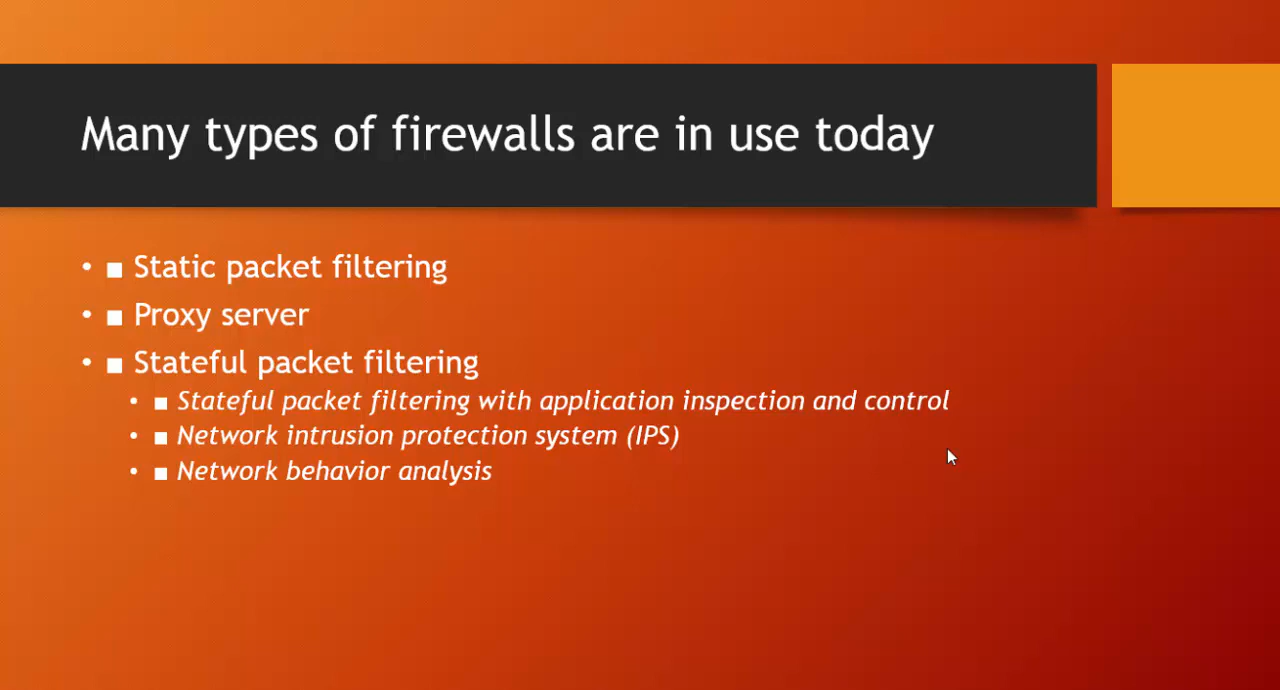 Many types of firewalls are in use today
• ■ Static packet filtering
• ■ Proxy server
• ■ Stateful packet filtering
• ■ Stateful packet filtering with application inspection and control
• ■ Network intrusion protection system (IPS)
• ■ Network behavior analysis